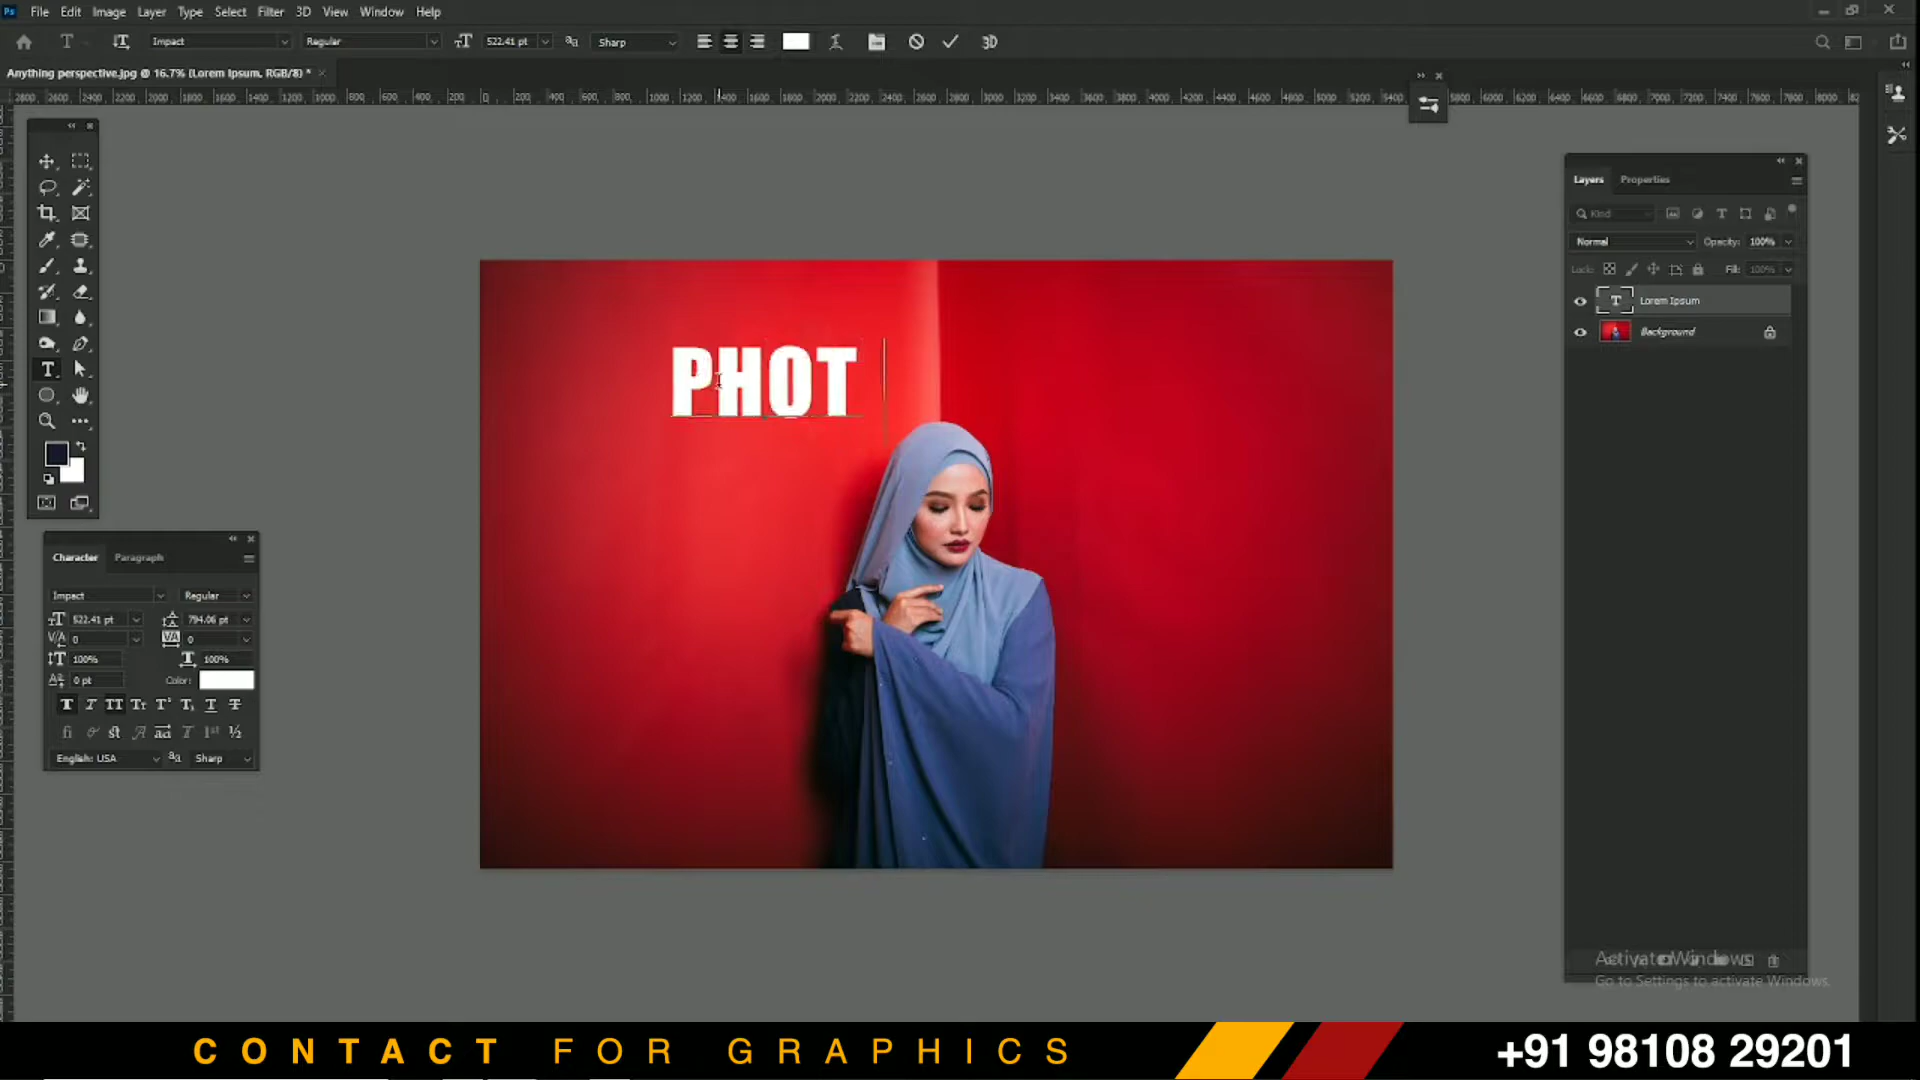 File Edit Image Layer Type Select Filter 3D View Window Help
Impact Regular 522.41 pt Sharp 3D
Anything perspective.jpg @ 16.7% (Lorem Ipsum, RGB/8) *
Layers Properties
Kind
Normal Opacity: 100%
Lock: Fill: 100%
Lorem Ipsum
Background
PHOT
Character Paragraph
Impact Regular
522.41 pt 794.06 pt
0 0
100% 100%
0 pt Color:
English: USA Sharp
Activate Windows
Go to Settings to activate Windows.
CONTACT FOR GRAPHICS
+91 98108 29201